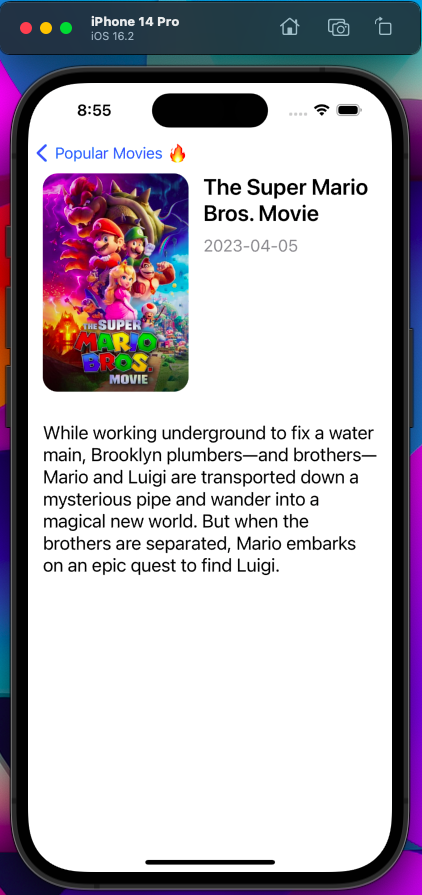 iPhone 14 Pro
iOS 16.2
8:55
Popular Movies 🔥
The Super Mario
Bros. Movie
2023-04-05
THE SUPER
MARIO
BROS.
MOVIE
While working underground to fix a water
main, Brooklyn plumbers—and brothers—
Mario and Luigi are transported down a
mysterious pipe and wander into a
magical new world. But when the
brothers are separated, Mario embarks
on an epic quest to find Luigi.